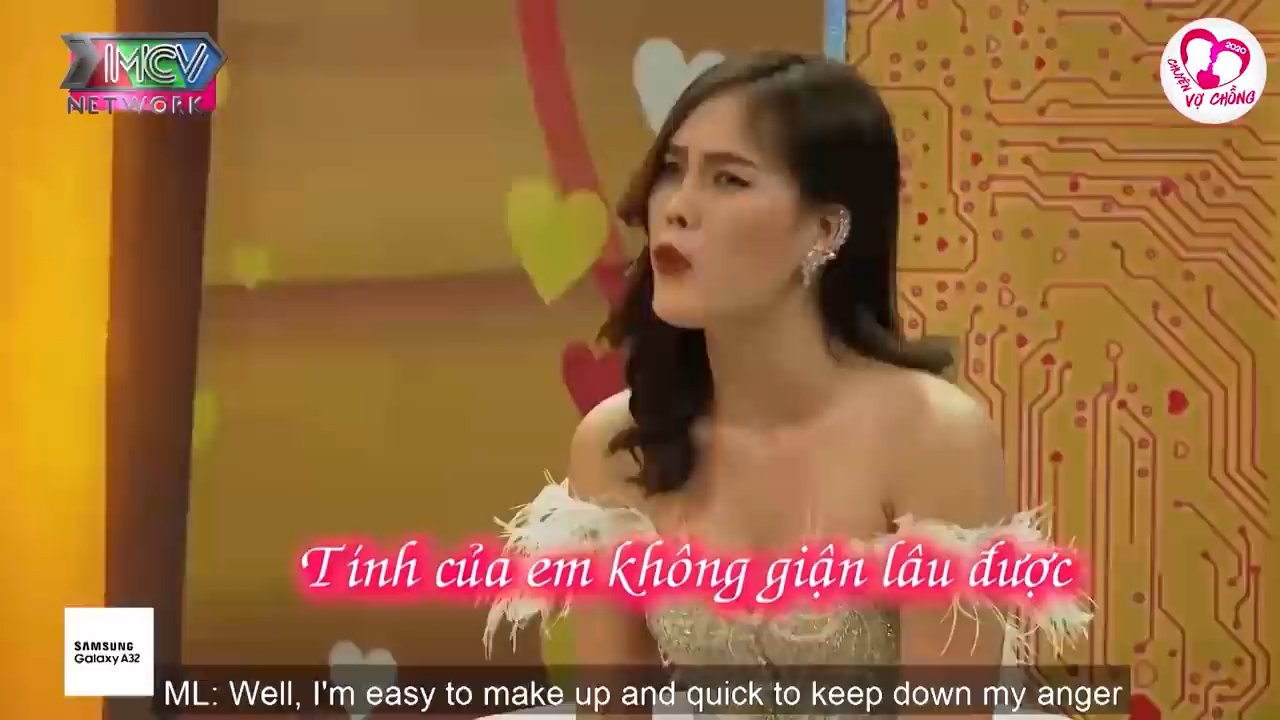 MCV
NETWORK
2020
CHUYỆN
VỢ CHỒNG
Tính của em không giận lâu được
SAMSUNG
Galaxy A32
ML: Well, I'm easy to make up and quick to keep down my anger